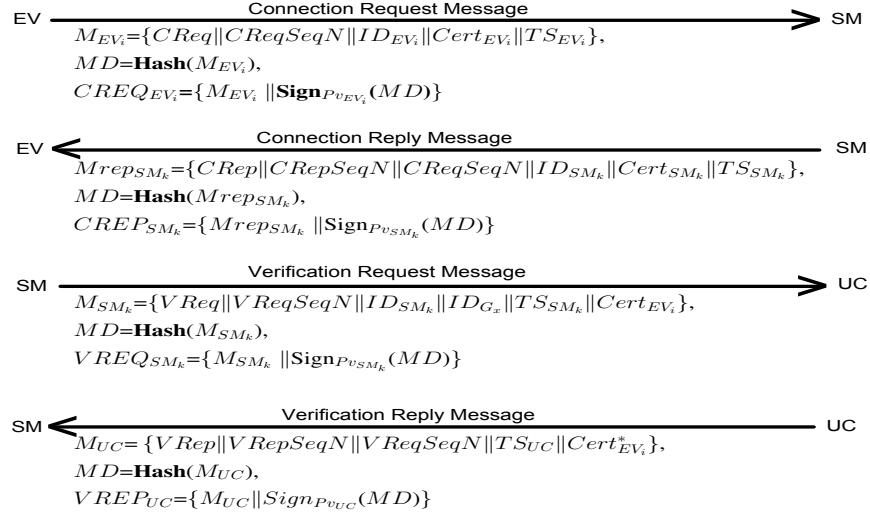 Connection Request Message
EV SM
M_{EV_i}={CReq||CReqSeqN||ID_{EV_i}||Cert_{EV_i}||TS_{EV_i}},
MD=Hash(M_{EV_i}),
CREQ_{EV_i}={M_{EV_i} ||Sign_{Pv_{EV_i}}(MD)}
Connection Reply Message
EV SM
Mrep_{SM_k}={CRep||CRepSeqN||CReqSeqN||ID_{SM_k}||Cert_{SM_k}||TS_{SM_k}},
MD=Hash(Mrep_{SM_k}),
CREP_{SM_k}={Mrep_{SM_k} ||Sign_{Pv_{SM_k}}(MD)}
Verification Request Message
SM UC
M_{SM_k}={VReq||VReqSeqN||ID_{SM_k}||ID_{G_x}||TS_{SM_k}||Cert_{EV_i}},
MD=Hash(M_{SM_k}),
VREQ_{SM_k}={M_{SM_k} ||Sign_{Pv_{SM_k}}(MD)}
Verification Reply Message
SM UC
M_{UC}= {VRep||VRepSeqN||VReqSeqN||TS_{UC}||Cert^*_{EV_i}},
MD=Hash(M_{UC}),
VREP_{UC}={M_{UC}||Sign_{Pv_{UC}}(MD)}